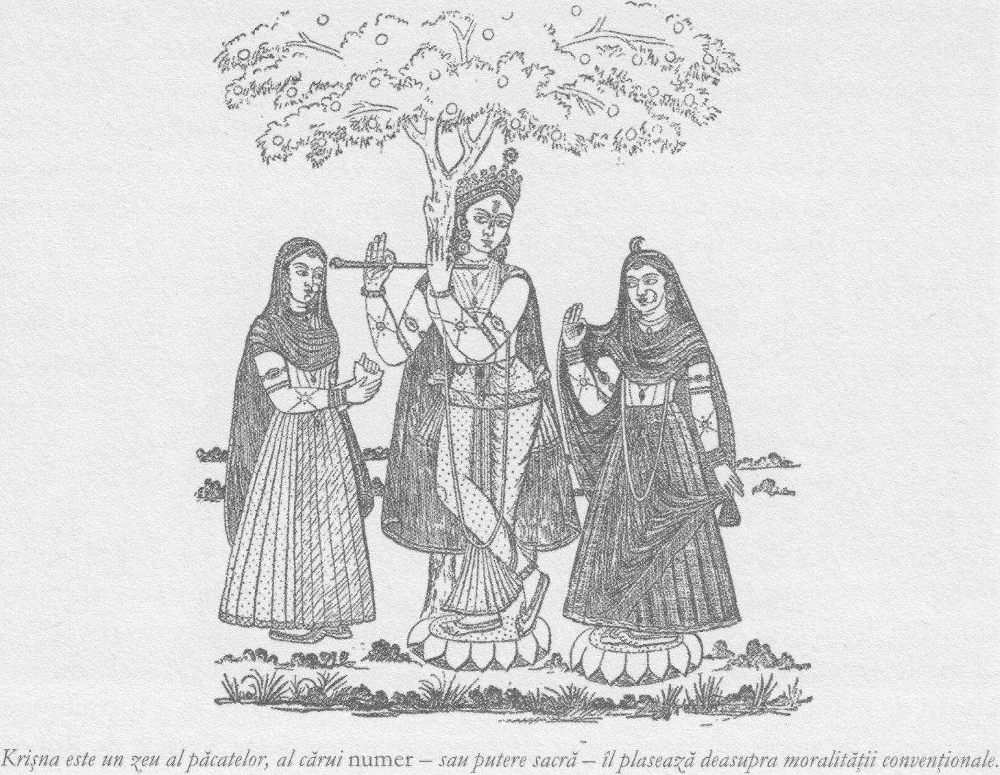 Krişna este un zeu al păcatelor, al cărui numer – sau putere sacră – îl plasează deasupra moralităţii convenţionale.